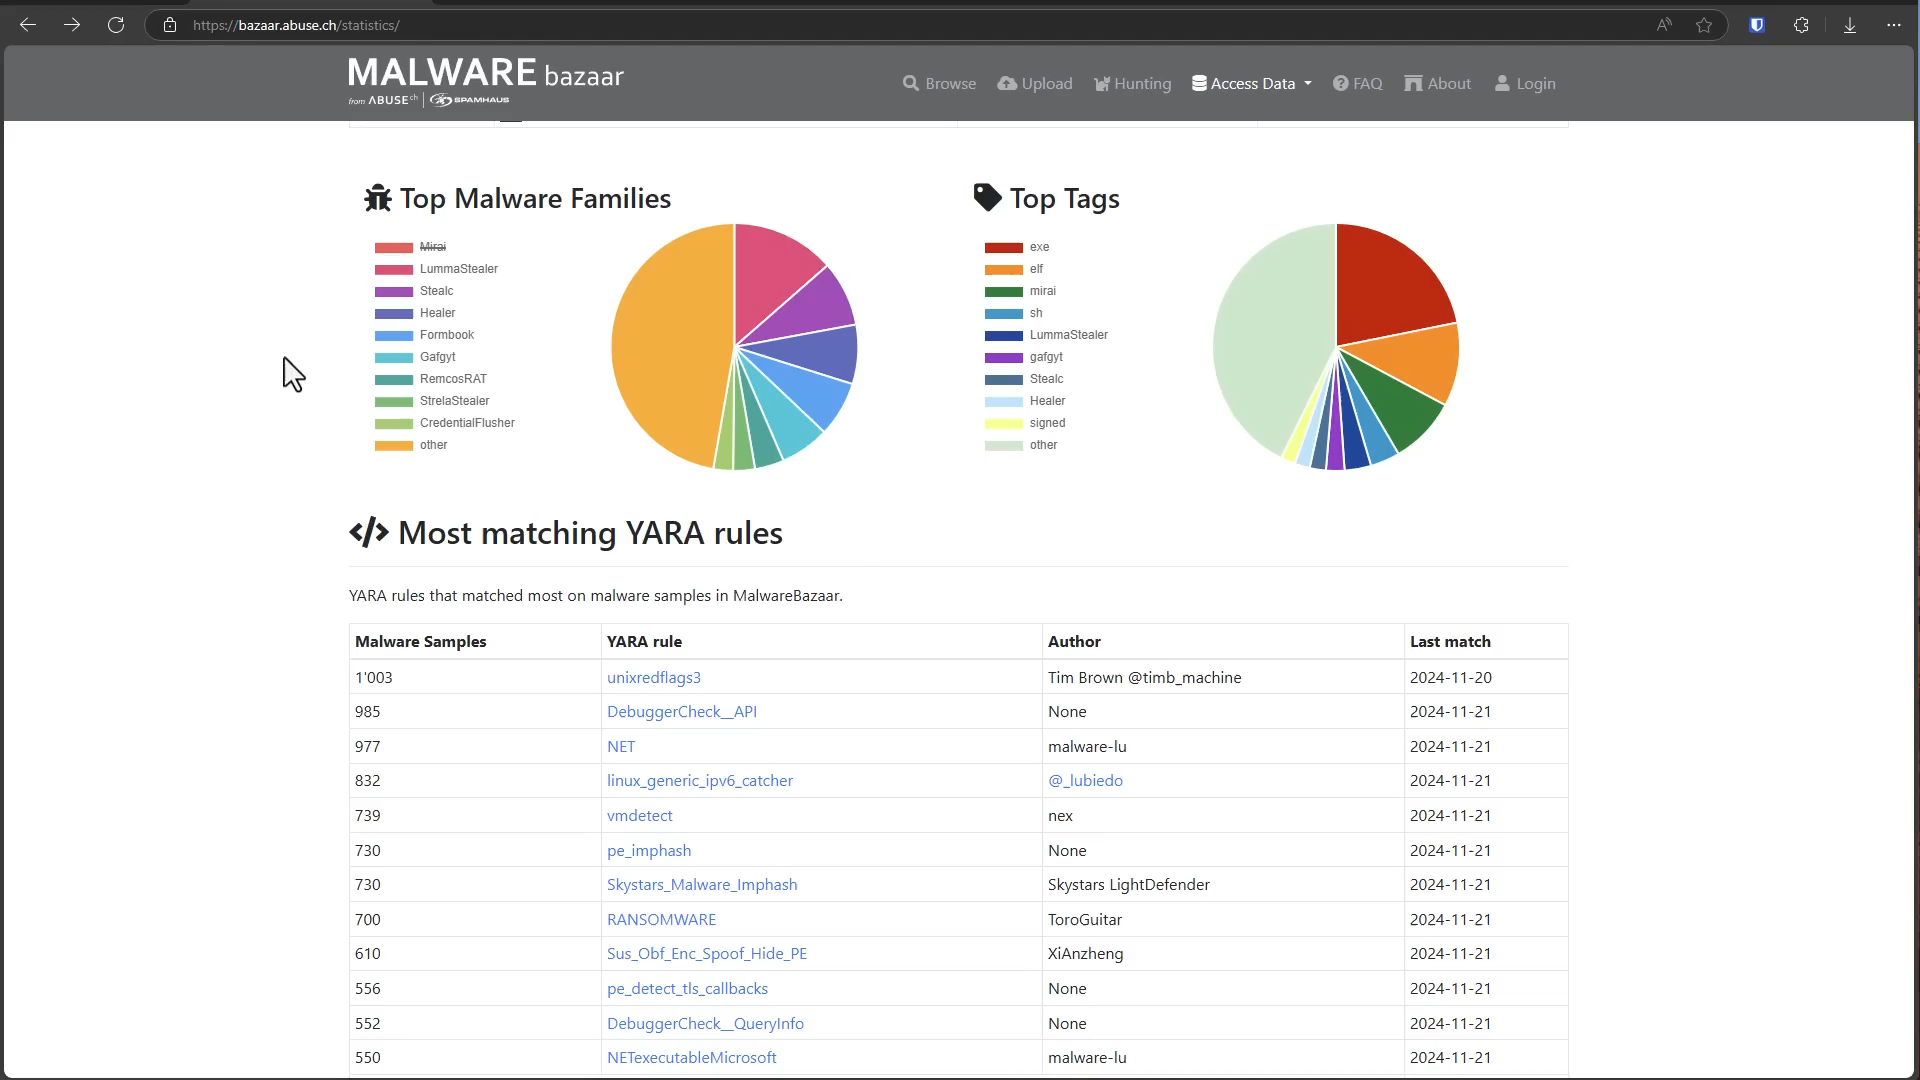 https://bazaar.abuse.ch/statistics/
MALWARE bazaar
from ABUSE ch | SPAMHAUS
Browse Upload Hunting Access Data FAQ About Login
Top Malware Families
Mirai
LummaStealer
Stealc
Healer
Formbook
Gafgyt
RemcosRAT
StrelaStealer
CredentialFlusher
other
Top Tags
exe
elf
mirai
sh
LummaStealer
gafgyt
Stealc
Healer
signed
other
</> Most matching YARA rules
YARA rules that matched most on malware samples in MalwareBazaar.
Malware Samples YARA rule Author Last match
1'003 unixredflags3 Tim Brown @timb_machine 2024-11-20
985 DebuggerCheck__API None 2024-11-21
977 NET malware-lu 2024-11-21
832 linux_generic_ipv6_catcher @_lubiedo 2024-11-21
739 vmdetect nex 2024-11-21
730 pe_imphash None 2024-11-21
730 Skystars_Malware_Imphash Skystars LightDefender 2024-11-21
700 RANSOMWARE ToroGuitar 2024-11-21
610 Sus_Obf_Enc_Spoof_Hide_PE XiAnzheng 2024-11-21
556 pe_detect_tls_callbacks None 2024-11-21
552 DebuggerCheck__QueryInfo None 2024-11-21
550 NETexecutableMicrosoft malware-lu 2024-11-21